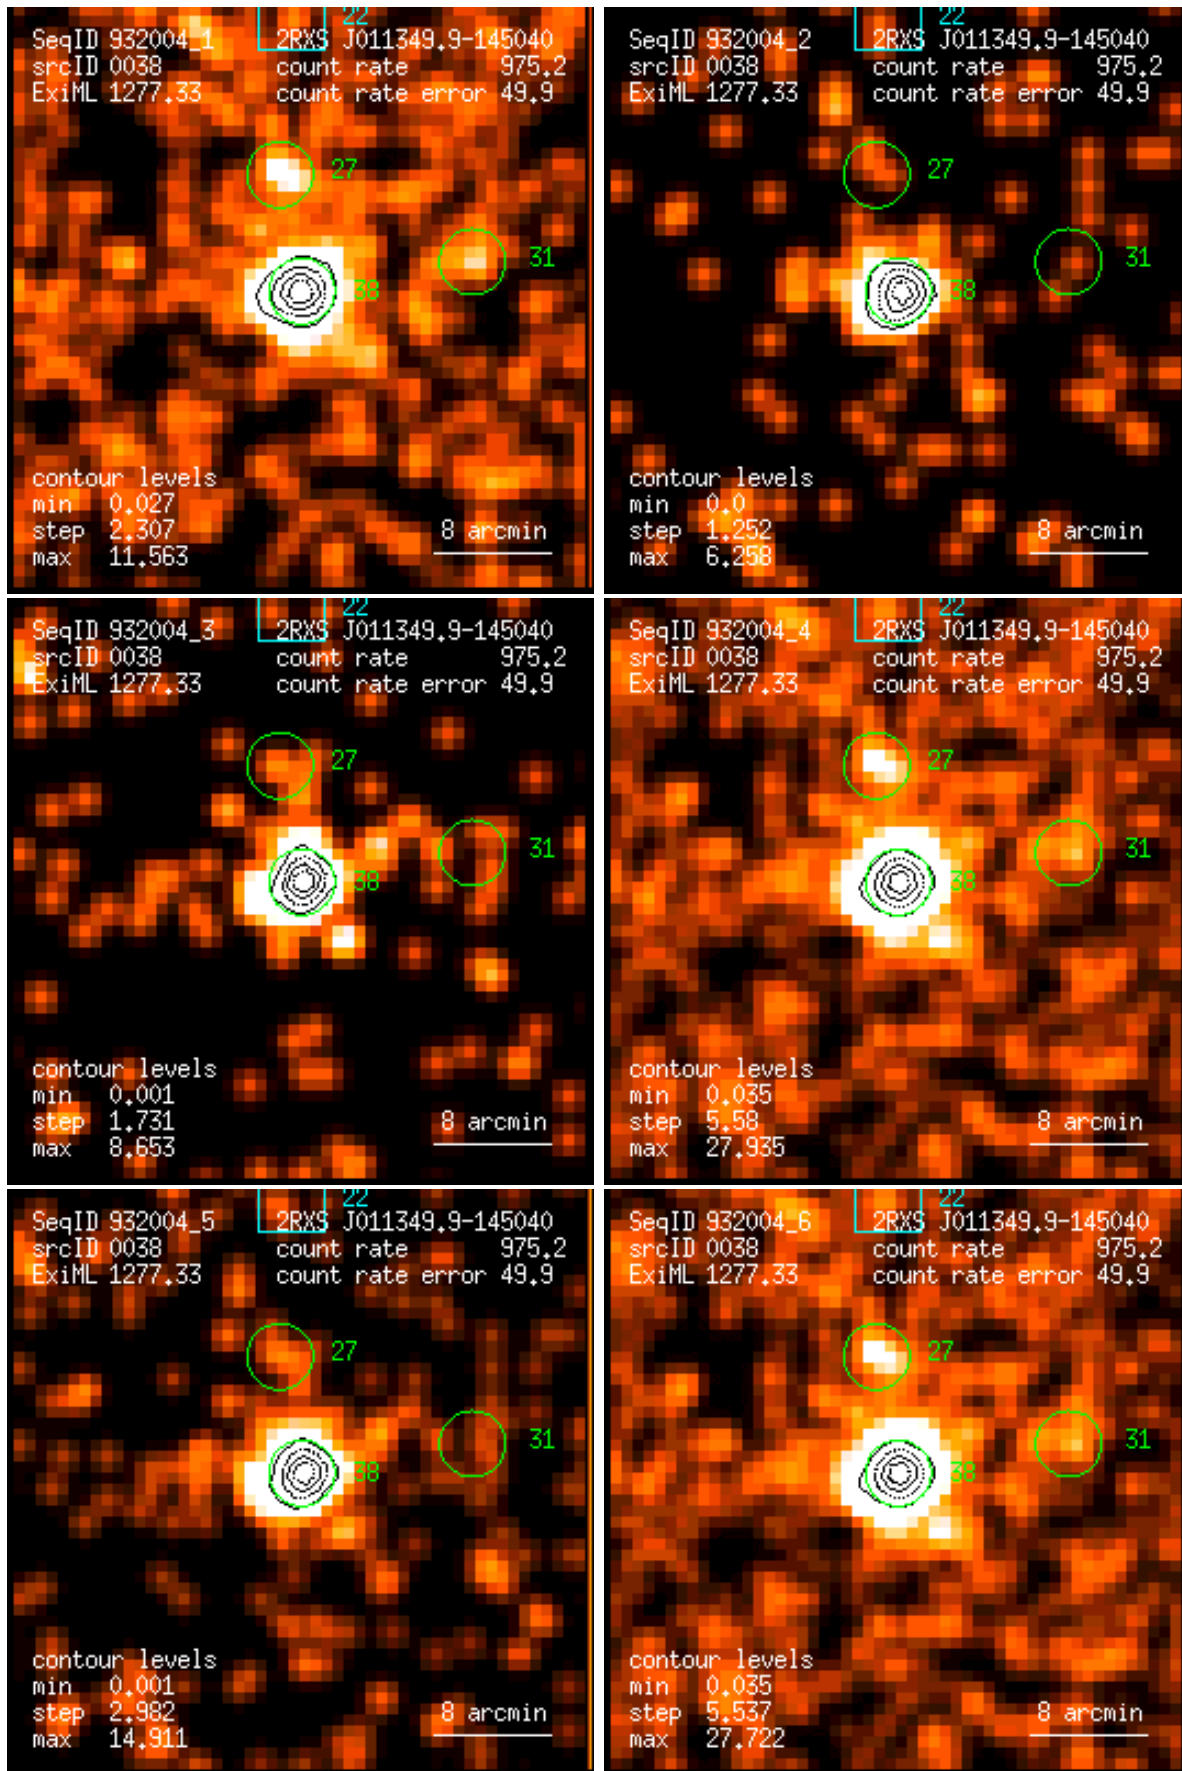 22
SeqID 932004_1 2RXS J011349.9-145040
srcID 0038 count rate 975.2
ExiML 1277.33 count rate error 49.9
27
31
38
contour levels
min 0.027
step 2.307
max 11.563
8 arcmin
22
SeqID 932004_2 2RXS J011349.9-145040
srcID 0038 count rate 975.2
ExiML 1277.33 count rate error 49.9
27
31
38
contour levels
min 0.0
step 1.252
max 6.258
8 arcmin
22
SeqID 932004_3 2RXS J011349.9-145040
srcID 0038 count rate 975.2
ExiML 1277.33 count rate error 49.9
27
31
38
contour levels
min 0.001
step 1.731
max 8.653
8 arcmin
22
SeqID 932004_4 2RXS J011349.9-145040
srcID 0038 count rate 975.2
ExiML 1277.33 count rate error 49.9
27
31
38
contour levels
min 0.035
step 5.58
max 27.935
8 arcmin
22
SeqID 932004_5 2RXS J011349.9-145040
srcID 0038 count rate 975.2
ExiML 1277.33 count rate error 49.9
27
31
38
contour levels
min 0.001
step 2.982
max 14.911
8 arcmin
22
SeqID 932004_6 2RXS J011349.9-145040
srcID 0038 count rate 975.2
ExiML 1277.33 count rate error 49.9
27
31
38
contour levels
min 0.035
step 5.537
max 27.722
8 arcmin